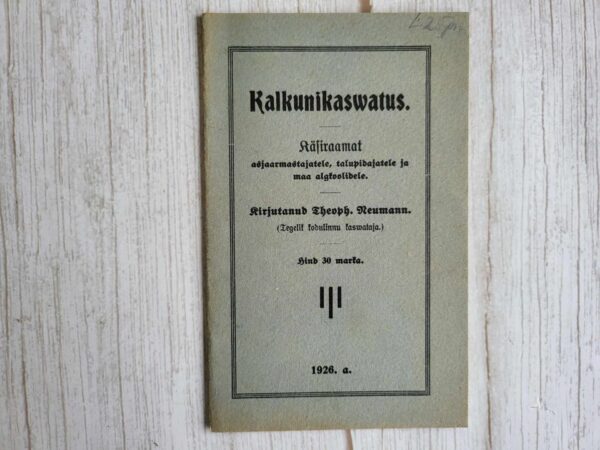 Kalkunikaswatus.
Käsiraamat
asjaarmastajatele, talupidajatele ja
maa algkoolidele.
Kirjutanud Theoph. Neumann.
(Tegelik kodulinnu kaswataja.)
Hind 30 marka.
1926. a.